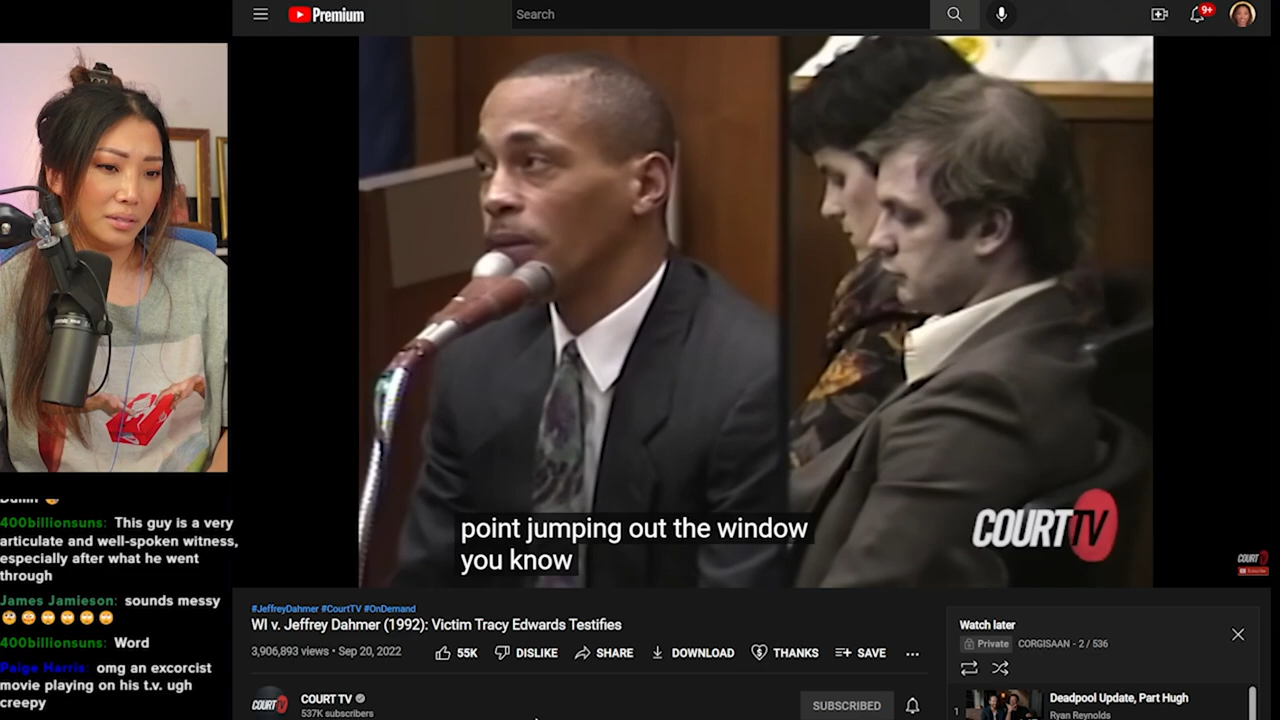 Premium
Search
9+
point jumping out the window
you know
COURT TV
COURT
#JeffreyDahmer #CourtTV #OnDemand
WI v. Jeffrey Dahmer (1992): Victim Tracy Edwards Testifies
3,906,893 views • Sep 20, 2022
55K
DISLIKE
SHARE
DOWNLOAD
THANKS
SAVE
COURT TV
537K subscribers
SUBSCRIBED
Watch later
Private
CORGISAAN - 2 / 536
1
Deadpool Update, Part Hugh
Ryan Reynolds
400billionsuns: This guy is a very
articulate and well-spoken witness,
especially after what he went
through
James Jamieson: sounds messy
400billionsuns: Word
Paige Harris: omg an excorcist
movie playing on his t.v. ugh
creepy